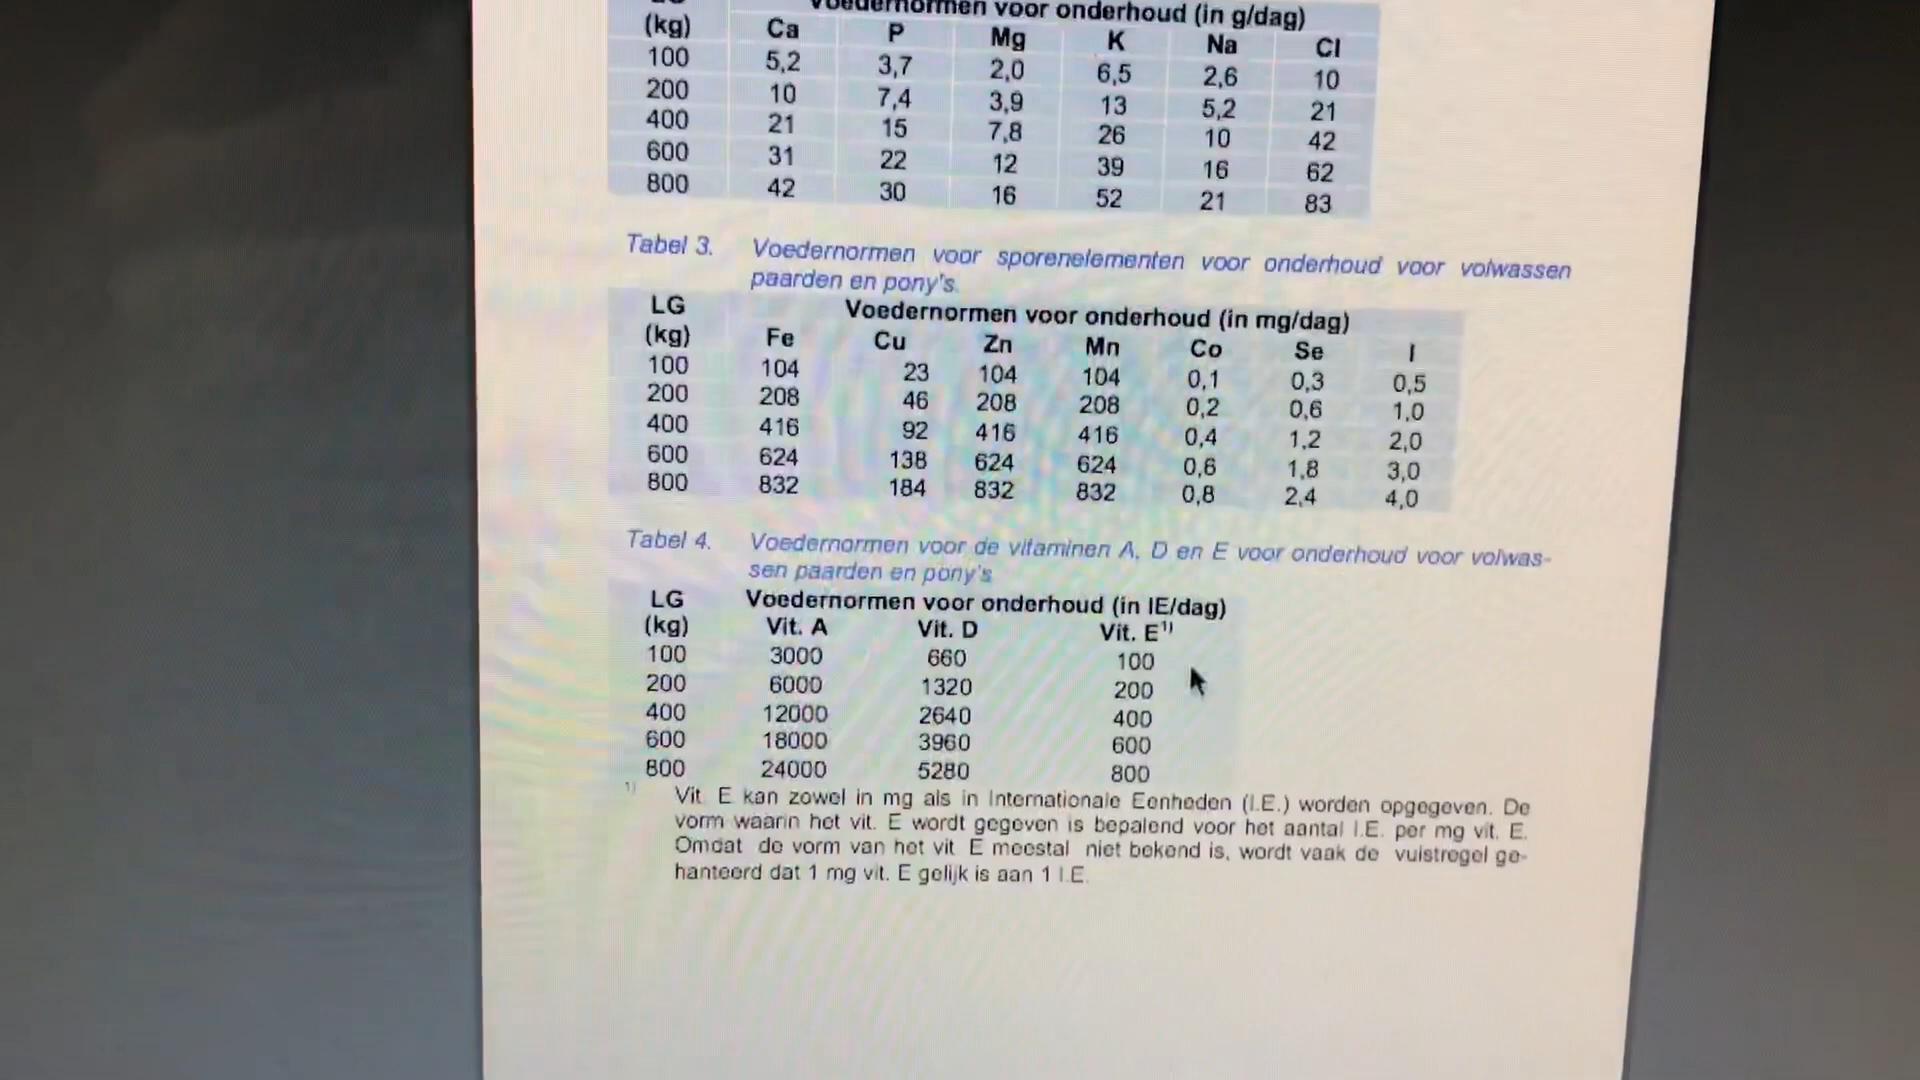 Voedernormen voor onderhoud (in g/dag)
(kg) Ca P Mg K Na Cl
100 5,2 3,7 2,0 6,5 2,6 10
200 10 7,4 3,9 13 5,2 21
400 21 15 7,8 26 10 42
600 31 22 12 39 16 62
800 42 30 16 52 21 83
Tabel 3. Voedernormen voor sporenelementen voor onderhoud voor volwassen
paarden en pony's.
LG Voedernormen voor onderhoud (in mg/dag)
(kg) Fe Cu Zn Mn Co Se I
100 104 23 104 104 0,1 0,3 0,5
200 208 46 208 208 0,2 0,6 1,0
400 416 92 416 416 0,4 1,2 2,0
600 624 138 624 624 0,6 1,8 3,0
800 832 184 832 832 0,8 2,4 4,0
Tabel 4. Voedernormen voor de vitaminen A, D en E voor onderhoud voor volwas-
sen paarden en pony's
LG Voedernormen voor onderhoud (in IE/dag)
(kg) Vit. A Vit. D Vit. E¹⁾
100 3000 660 100
200 6000 1320 200
400 12000 2640 400
600 18000 3960 600
800 24000 5280 800
¹⁾ Vit. E kan zowel in mg als in Internationale Eenheden (I.E.) worden opgegeven. De
vorm waarin het vit. E wordt gegeven is bepalend voor het aantal I.E. per mg vit. E.
Omdat de vorm van het vit E meestal niet bekend is, wordt vaak de vuistregel ge-
hanteerd dat 1 mg vit. E gelijk is aan 1 I.E.